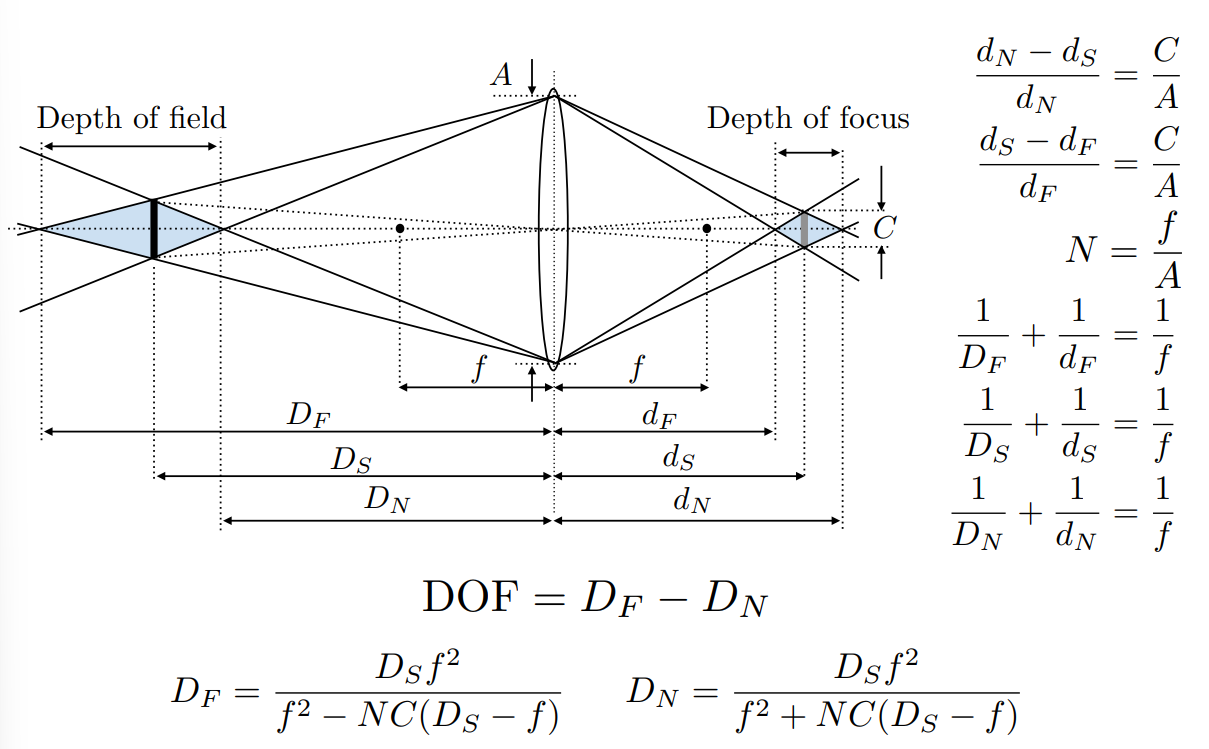 A
Depth of field
Depth of focus
C
f f
D_F d_F
D_S d_S
D_N d_N
\frac{d_N - d_S}{d_N} = \frac{C}{A}
\frac{d_S - d_F}{d_F} = \frac{C}{A}
N = \frac{f}{A}
\frac{1}{D_F} + \frac{1}{d_F} = \frac{1}{f}
\frac{1}{D_S} + \frac{1}{d_S} = \frac{1}{f}
\frac{1}{D_N} + \frac{1}{d_N} = \frac{1}{f}
DOF = D_F - D_N
D_F = \frac{D_S f^2}{f^2 - NC(D_S - f)} D_N = \frac{D_S f^2}{f^2 + NC(D_S - f)}